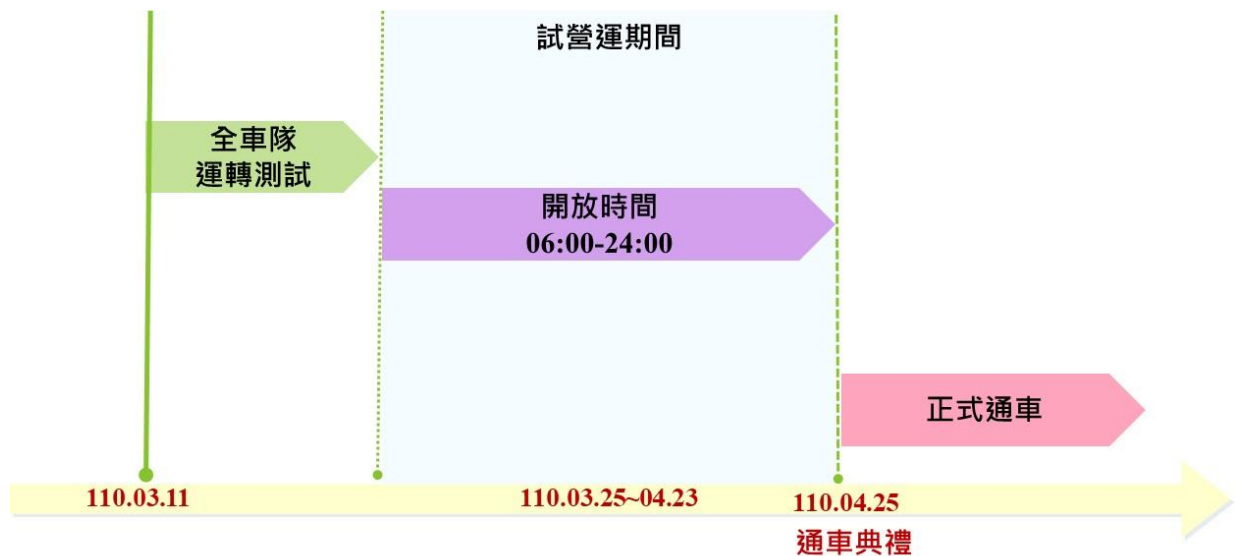 試營運期間
全車隊
運轉測試
開放時間
06:00-24:00
正式通車
110.03.11
110.03.25~04.23
110.04.25
通車典禮